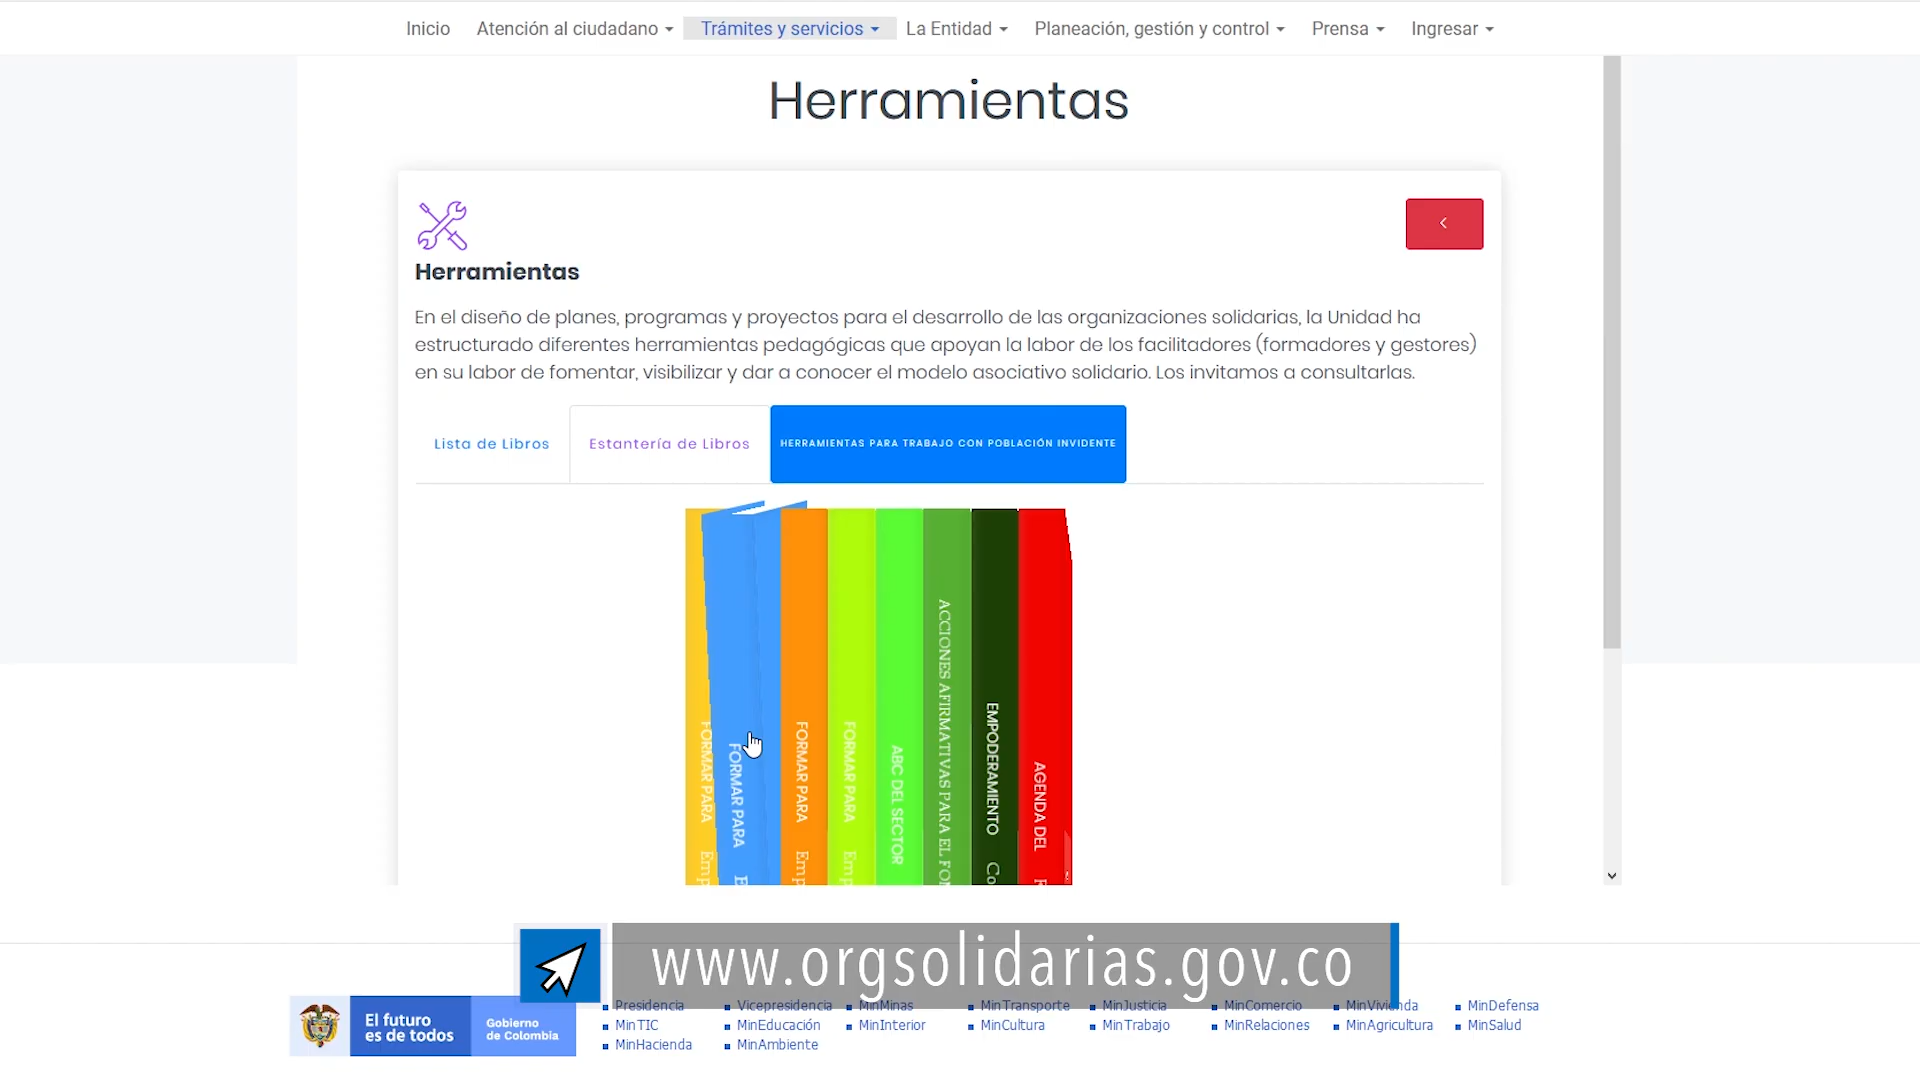 Inicio
Atención al ciudadano
Trámites y servicios
La Entidad
Planeación, gestión y control
Prensa
Ingresar
Herramientas
Herramientas
En el diseño de planes, programas y proyectos para el desarrollo de las organizaciones solidarias, la Unidad ha
estructurado diferentes herramientas pedagógicas que apoyan la labor de los facilitadores (formadores y gestores)
en su labor de fomentar, visibilizar y dar a conocer el modelo asociativo solidario. Los invitamos a consultarlas.
Lista de Libros
Estantería de Libros
HERRAMIENTAS PARA TRABAJO CON POBLACIÓN INVIDENTE
FORMAR PARA Emp
FORMAR PARA E
FORMAR PARA Emp
FORMAR PARA Emp
ABC DEL SECTOR
ACCIONES AFIRMATIVAS PARA EL FO
EMPODERAMIENTO Co
AGENDA DEL
www.orgsolidarias.gov.co
El futuro
es de todos
Gobierno
de Colombia
Presidencia
Vicepresidencia
MinMinas
MinTransporte
MinJusticia
MinComercio
MinVivienda
MinDefensa
MinTIC
MinEducación
MinInterior
MinCultura
MinTrabajo
MinRelaciones
MinAgricultura
MinSalud
MinHacienda
MinAmbiente